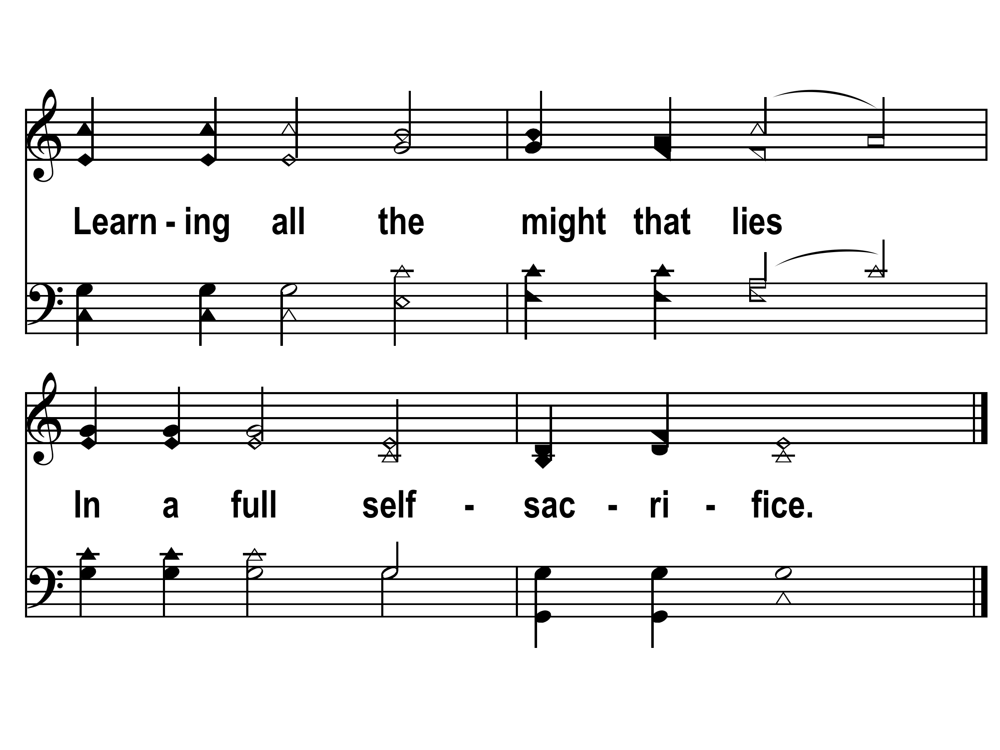 Learn - ing all the might that lies
In a full self - sac - ri - fice.